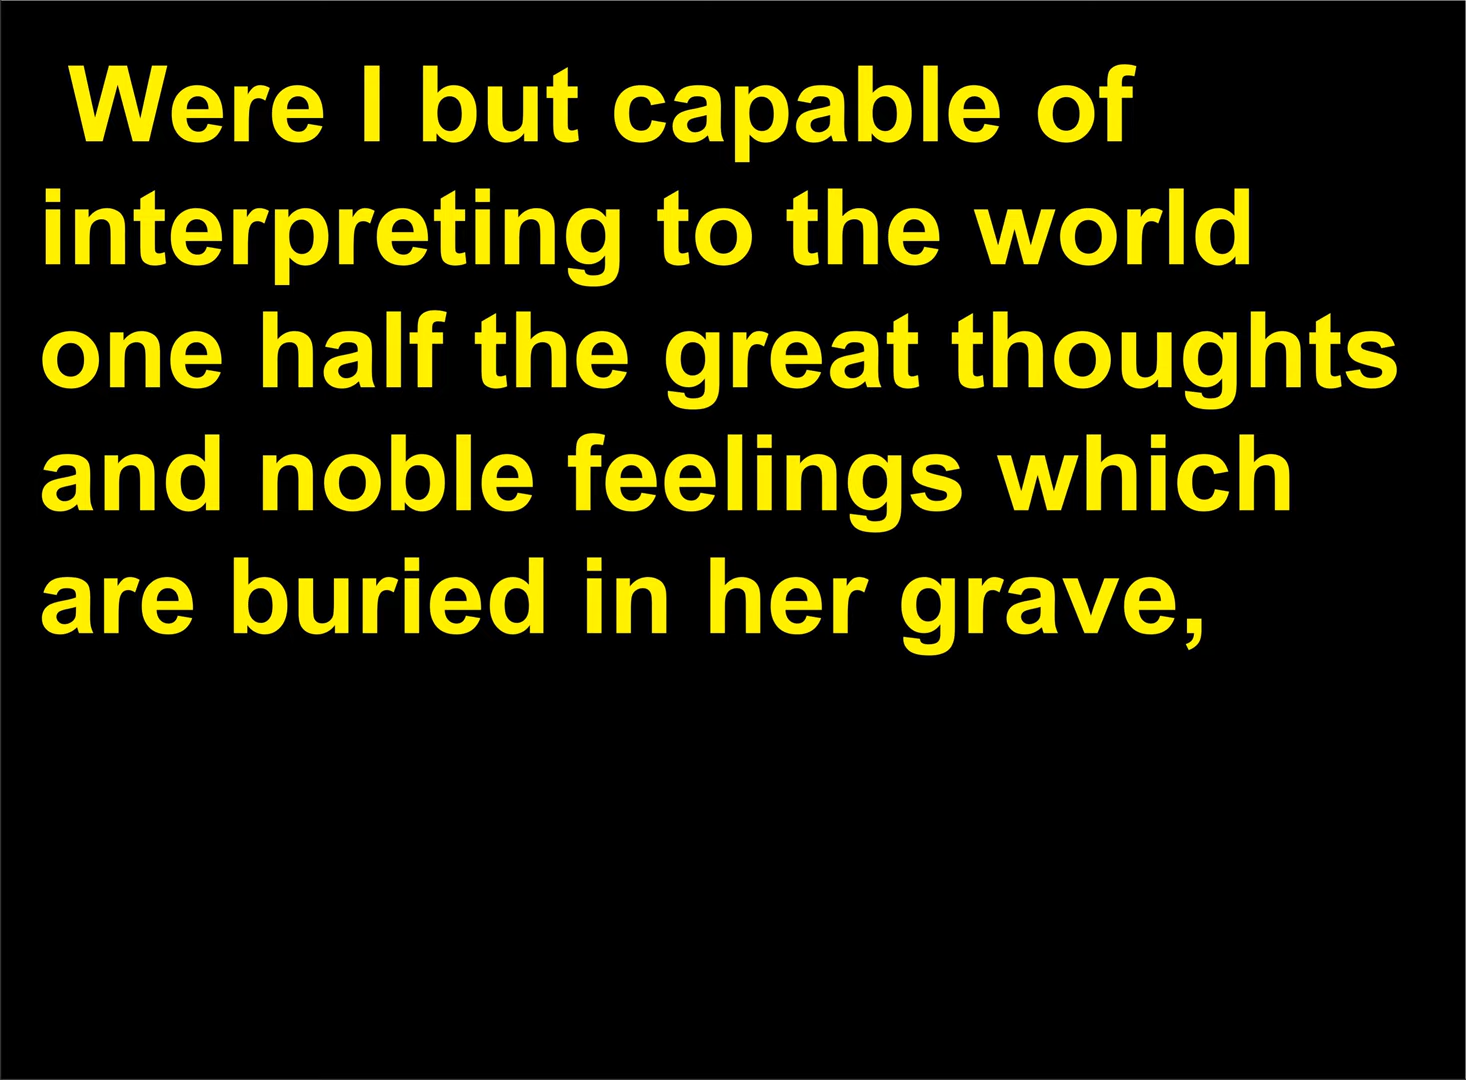 Were I but capable of
interpreting to the world
one half the great thoughts
and noble feelings which
are buried in her grave,